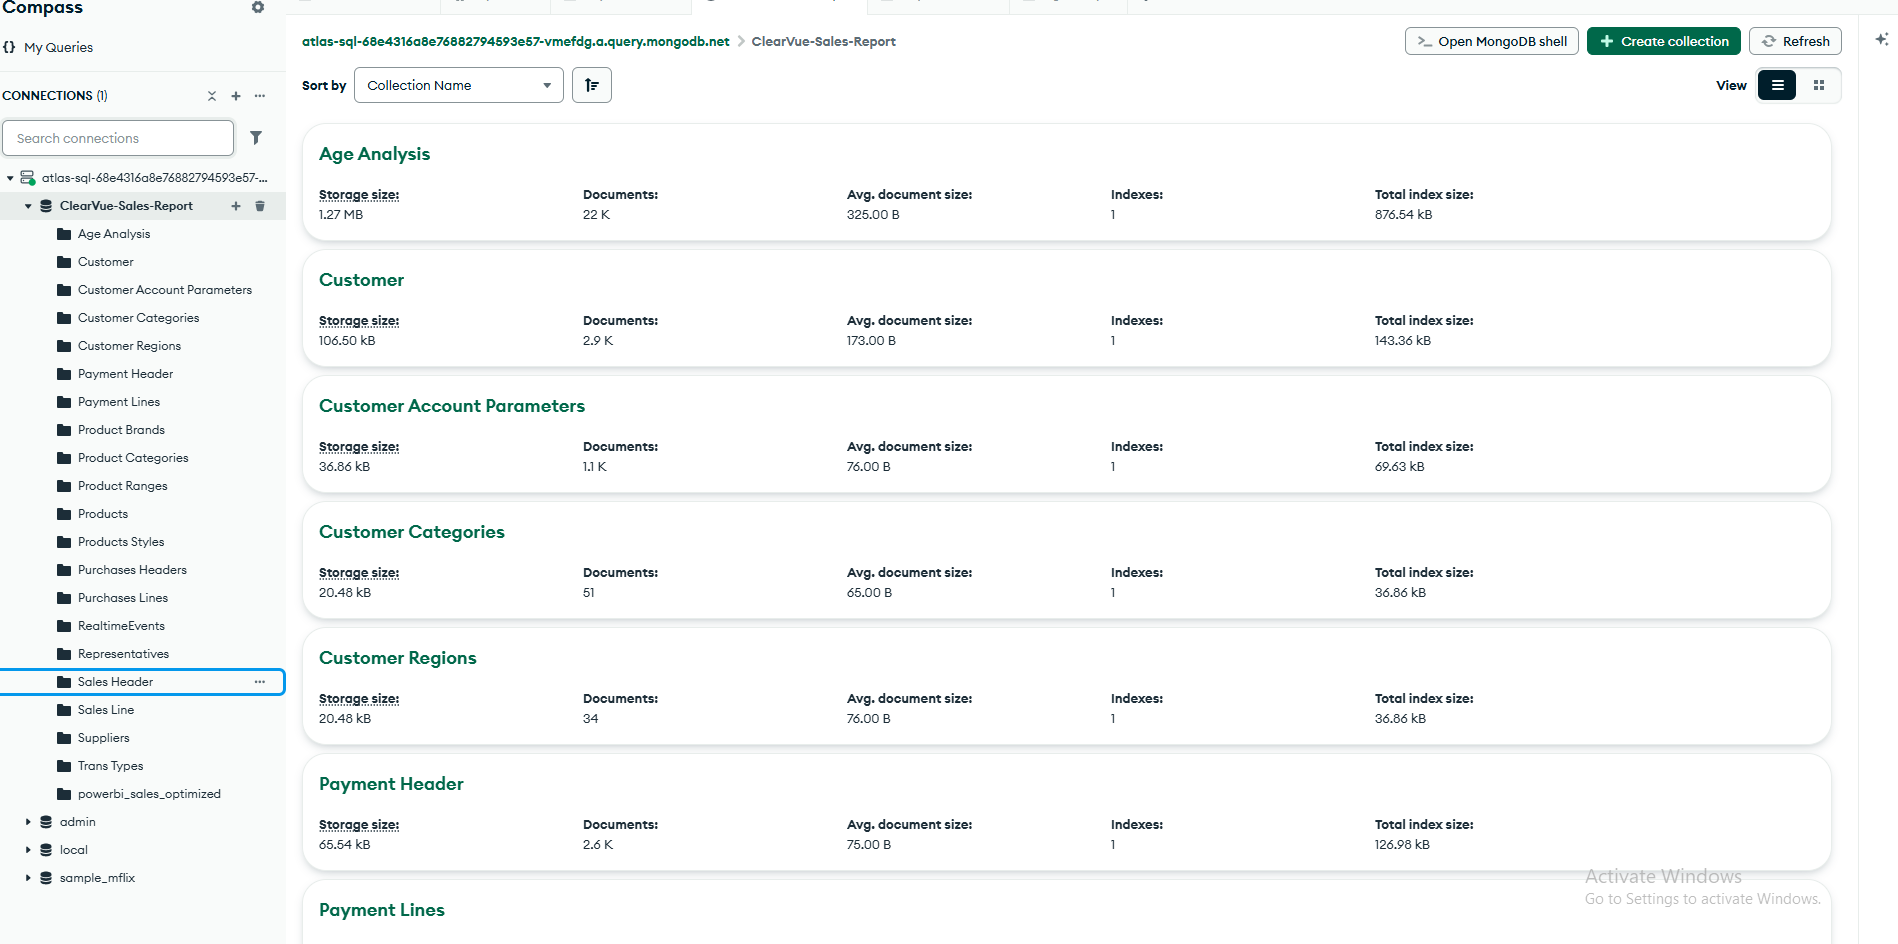 Compass
My Queries
CONNECTIONS (1)
Search connections
atlas-sql-68e4316a8e76882794593e57-...
ClearVue-Sales-Report
Age Analysis
Customer
Customer Account Parameters
Customer Categories
Customer Regions
Payment Header
Payment Lines
Product Brands
Product Categories
Product Ranges
Products
Products Styles
Purchases Headers
Purchases Lines
RealtimeEvents
Representatives
Sales Header
Sales Line
Suppliers
Trans Types
powerbi_sales_optimized
admin
local
sample_mflix
atlas-sql-68e4316a8e76882794593e57-vmefdg.a.query.mongodb.net > ClearVue-Sales-Report
>_ Open MongoDB shell + Create collection Refresh
Sort by Collection Name
View
Age Analysis
Storage size: Documents: Avg. document size: Indexes: Total index size:
1.27 MB 22 K 325.00 B 1 876.54 kB
Customer
Storage size: Documents: Avg. document size: Indexes: Total index size:
106.50 kB 2.9 K 173.00 B 1 143.36 kB
Customer Account Parameters
Storage size: Documents: Avg. document size: Indexes: Total index size:
36.86 kB 1.1 K 76.00 B 1 69.63 kB
Customer Categories
Storage size: Documents: Avg. document size: Indexes: Total index size:
20.48 kB 51 65.00 B 1 36.86 kB
Customer Regions
Storage size: Documents: Avg. document size: Indexes: Total index size:
20.48 kB 34 76.00 B 1 36.86 kB
Payment Header
Storage size: Documents: Avg. document size: Indexes: Total index size:
65.54 kB 2.6 K 75.00 B 1 126.98 kB
Payment Lines
Activate Windows
Go to Settings to activate Windows.